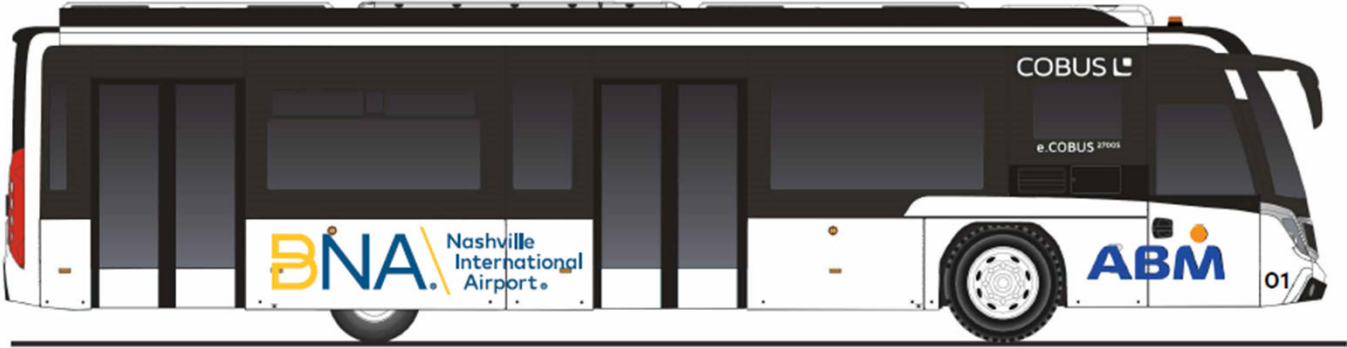 COBUS
e.COBUS 2700S
BNA.
Nashville
International
Airport®
ABM
01